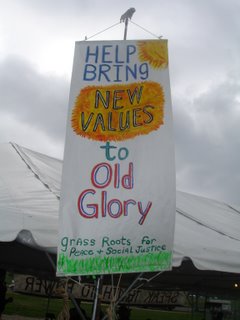 HELP
BRING
NEW
VALUES
to
Old
Glory
grass Roots for
Peace + Social Justice